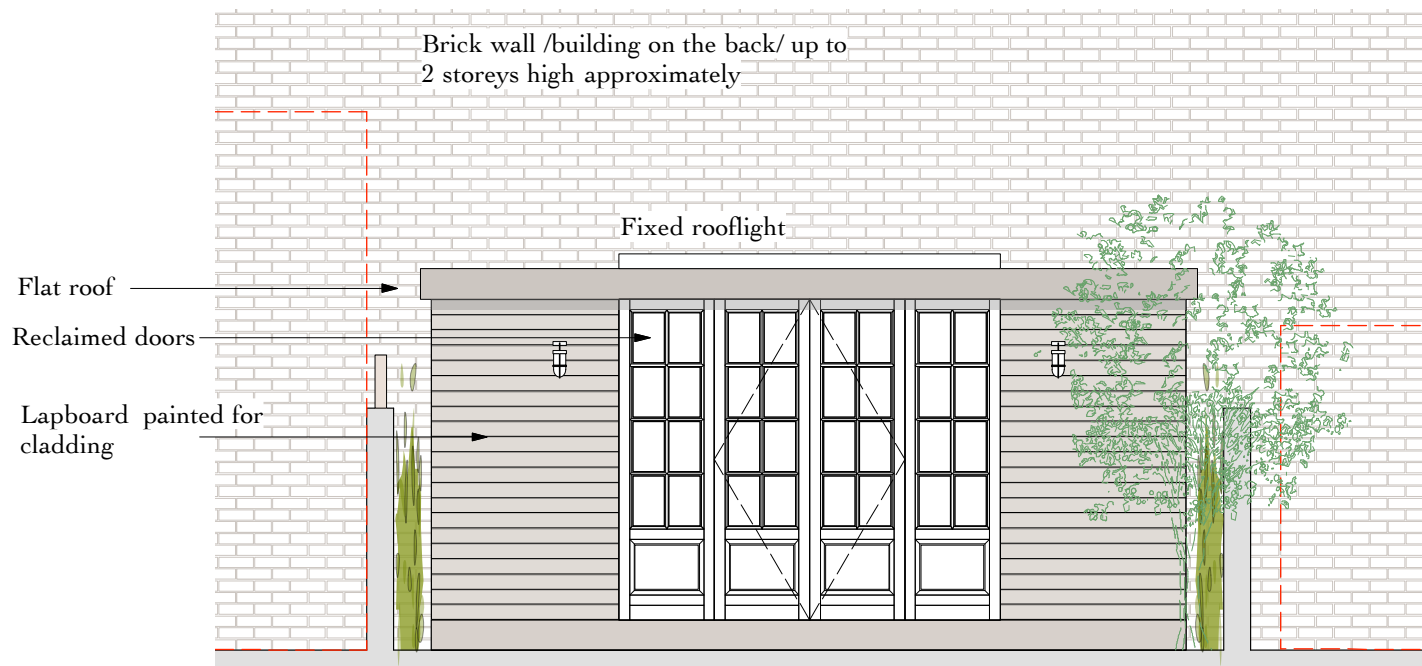 Brick wall /building on the back/ up to
2 storeys high approximately
Fixed rooflight
Flat roof
Reclaimed doors
Lapboard painted for
cladding